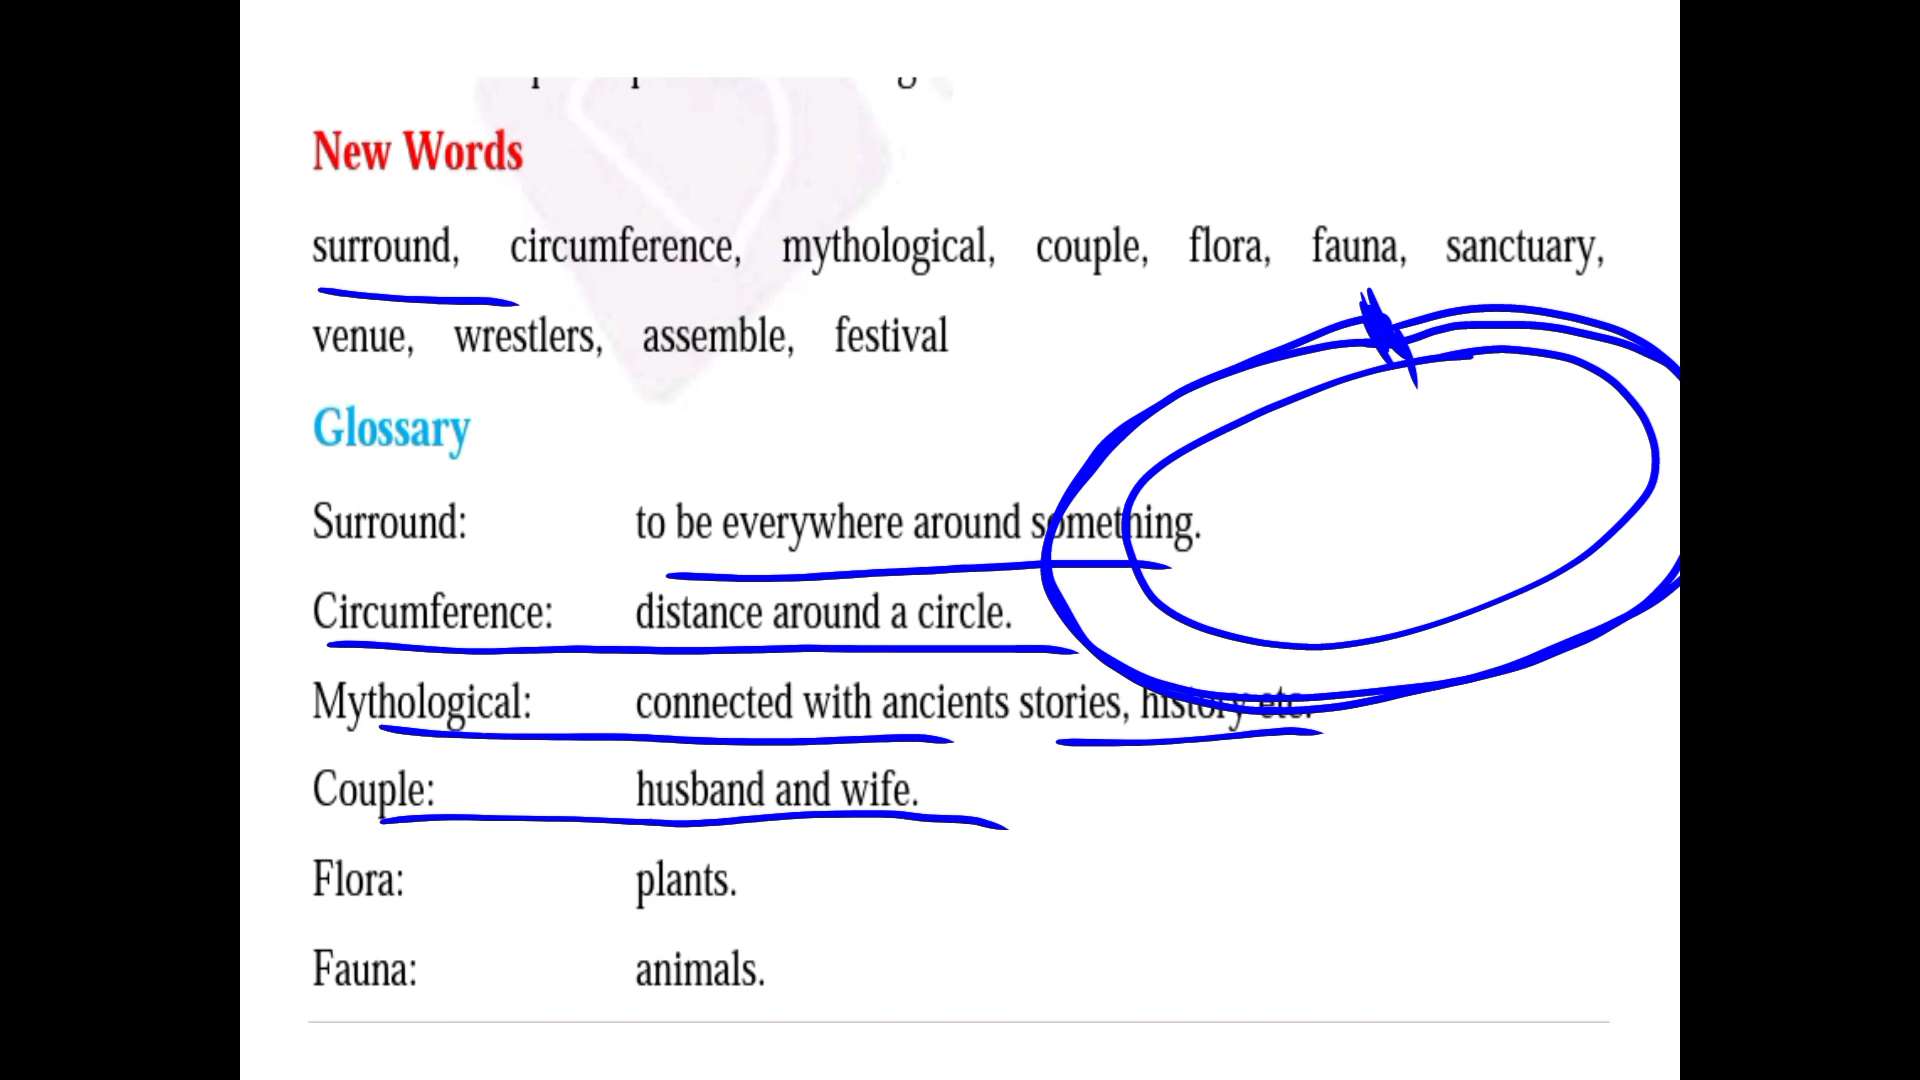 New Words
surround, circumference, mythological, couple, flora, fauna, sanctuary,
venue, wrestlers, assemble, festival
Glossary
Surround: to be everywhere around something.
Circumference: distance around a circle.
Mythological: connected with ancients stories, history etc.
Couple: husband and wife.
Flora: plants.
Fauna: animals.